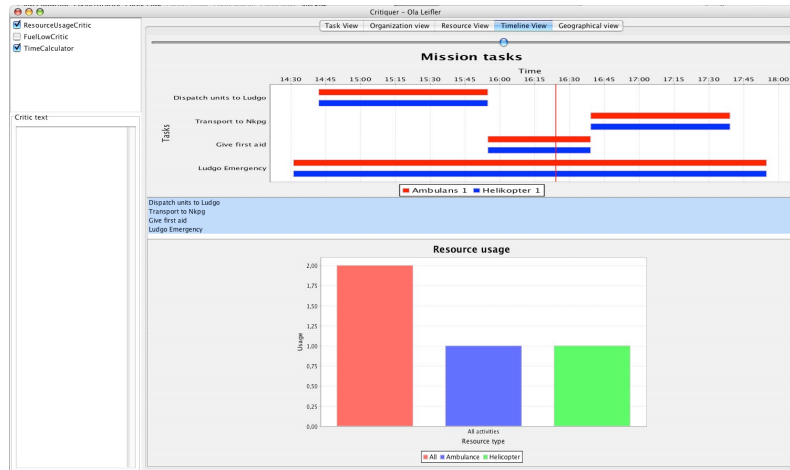 Critiquer – Ola Leifler
ResourceUsageCritic
FuelLowCritic
TimeCalculator
Critic text
Task View Organization view Resource View Timeline View Geographical view
Mission tasks
Time
14:30 14:45 15:00 15:15 15:30 15:45 16:00 16:15 16:30 16:45 17:00 17:15 17:30 17:45 18:00
Tasks
Dispatch units to Ludgo
Transport to Nkpg
Give first aid
Ludgo Emergency
Ambulans 1 Helikopter 1
Dispatch units to Ludgo
Transport to Nkpg
Give first aid
Ludgo Emergency
Resource usage
Usage
2,00
1,75
1,50
1,25
1,00
0,75
0,50
0,25
0,00
All activities
Resource type
All Ambulance Helicopter